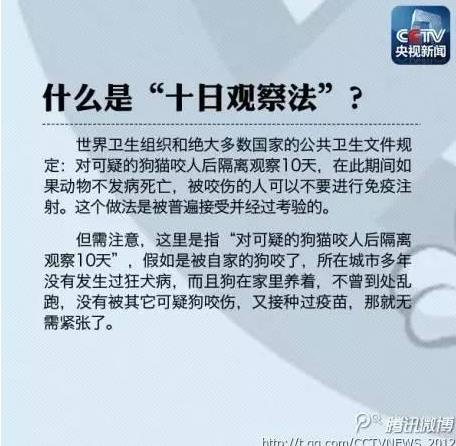 CCTV
央视新闻
什么是“十日观察法”?
世界卫生组织和绝大多数国家的公共卫生文件规
定：对可疑的狗猫咬人后隔离观察10天，在此期间如
果动物不发病死亡，被咬伤的人可以不要进行免疫注
射。这个做法是被普遍接受并经过考验的。
但需注意，这里是指“对可疑的狗猫咬人后隔离
观察10天”，假如是被自家的狗咬了，所在城市多年
没有发生过狂犬病，而且狗在家里养着，不曾到处乱
跑，没有被其它可疑狗咬伤，又接种过疫苗，那就无
需紧张了。
腾讯微博
http://t.qq.com/CCTVNEWS_2012